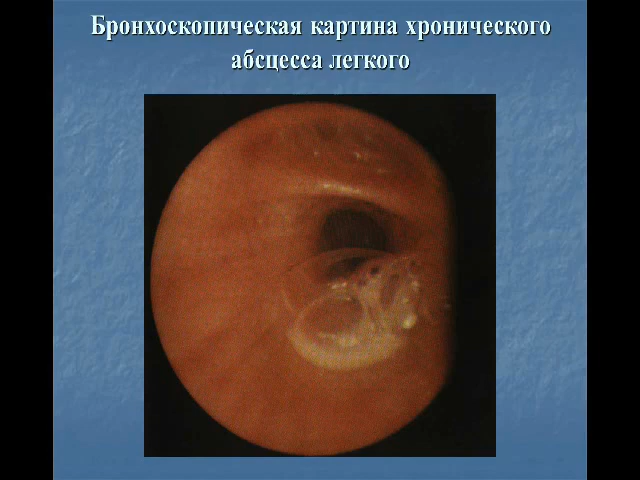 Бронхоскопическая картина хронического
абсцесса легкого